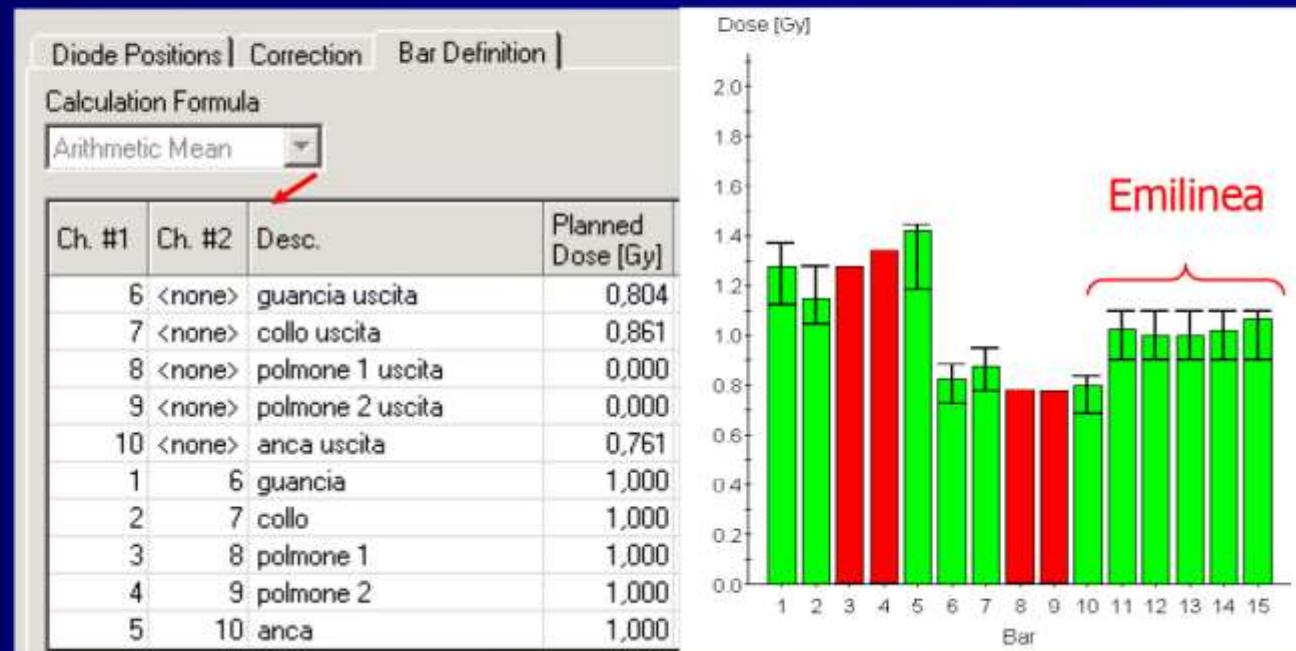 Diode Positions Correction Bar Definition
Calculation Formula
Arithmetic Mean
Ch. #1 Ch. #2 Desc. Planned Dose [Gy]
6 <none> guancia uscita 0,804
7 <none> collo uscita 0,861
8 <none> polmone 1 uscita 0,000
9 <none> polmone 2 uscita 0,000
10 <none> anca uscita 0,761
1 6 guancia 1,000
2 7 collo 1,000
3 8 polmone 1 1,000
4 9 polmone 2 1,000
5 10 anca 1,000
Dose [Gy]
2.0
1.8
1.6
Emilinea
1.4
1.2
1.0
0.8
0.6
0.4
0.2
0.0
1 2 3 4 5 6 7 8 9 10 11 12 13 14 15
Bar